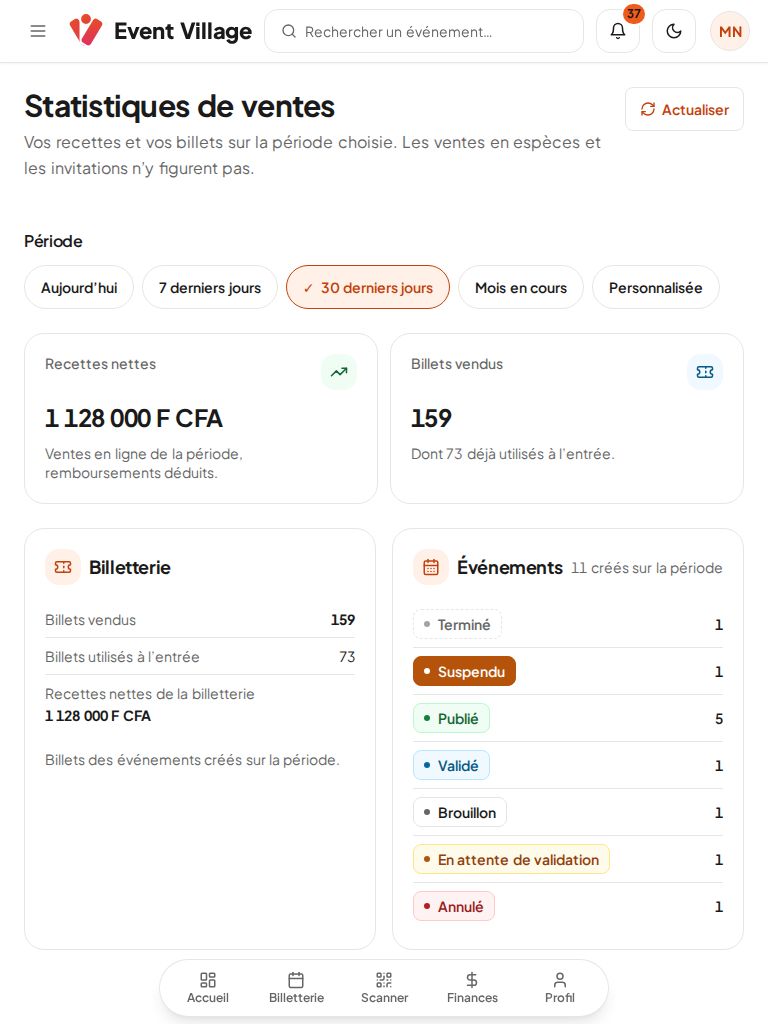 Event Village
Rechercher un événement...
37
MN
Statistiques de ventes
Actualiser
Vos recettes et vos billets sur la période choisie. Les ventes en espèces et
les invitations n’y figurent pas.
Période
Aujourd’hui
7 derniers jours
✓ 30 derniers jours
Mois en cours
Personnalisée
Recettes nettes
1 128 000 F CFA
Ventes en ligne de la période,
remboursements déduits.
Billets vendus
159
Dont 73 déjà utilisés à l’entrée.
Billetterie
Billets vendus 159
Billets utilisés à l’entrée 73
Recettes nettes de la billetterie
1 128 000 F CFA
Billets des événements créés sur la période.
Événements 11 créés sur la période
Terminé 1
Suspendu 1
Publié 5
Validé 1
Brouillon 1
En attente de validation 1
Annulé 1
Accueil
Billetterie
Scanner
Finances
Profil